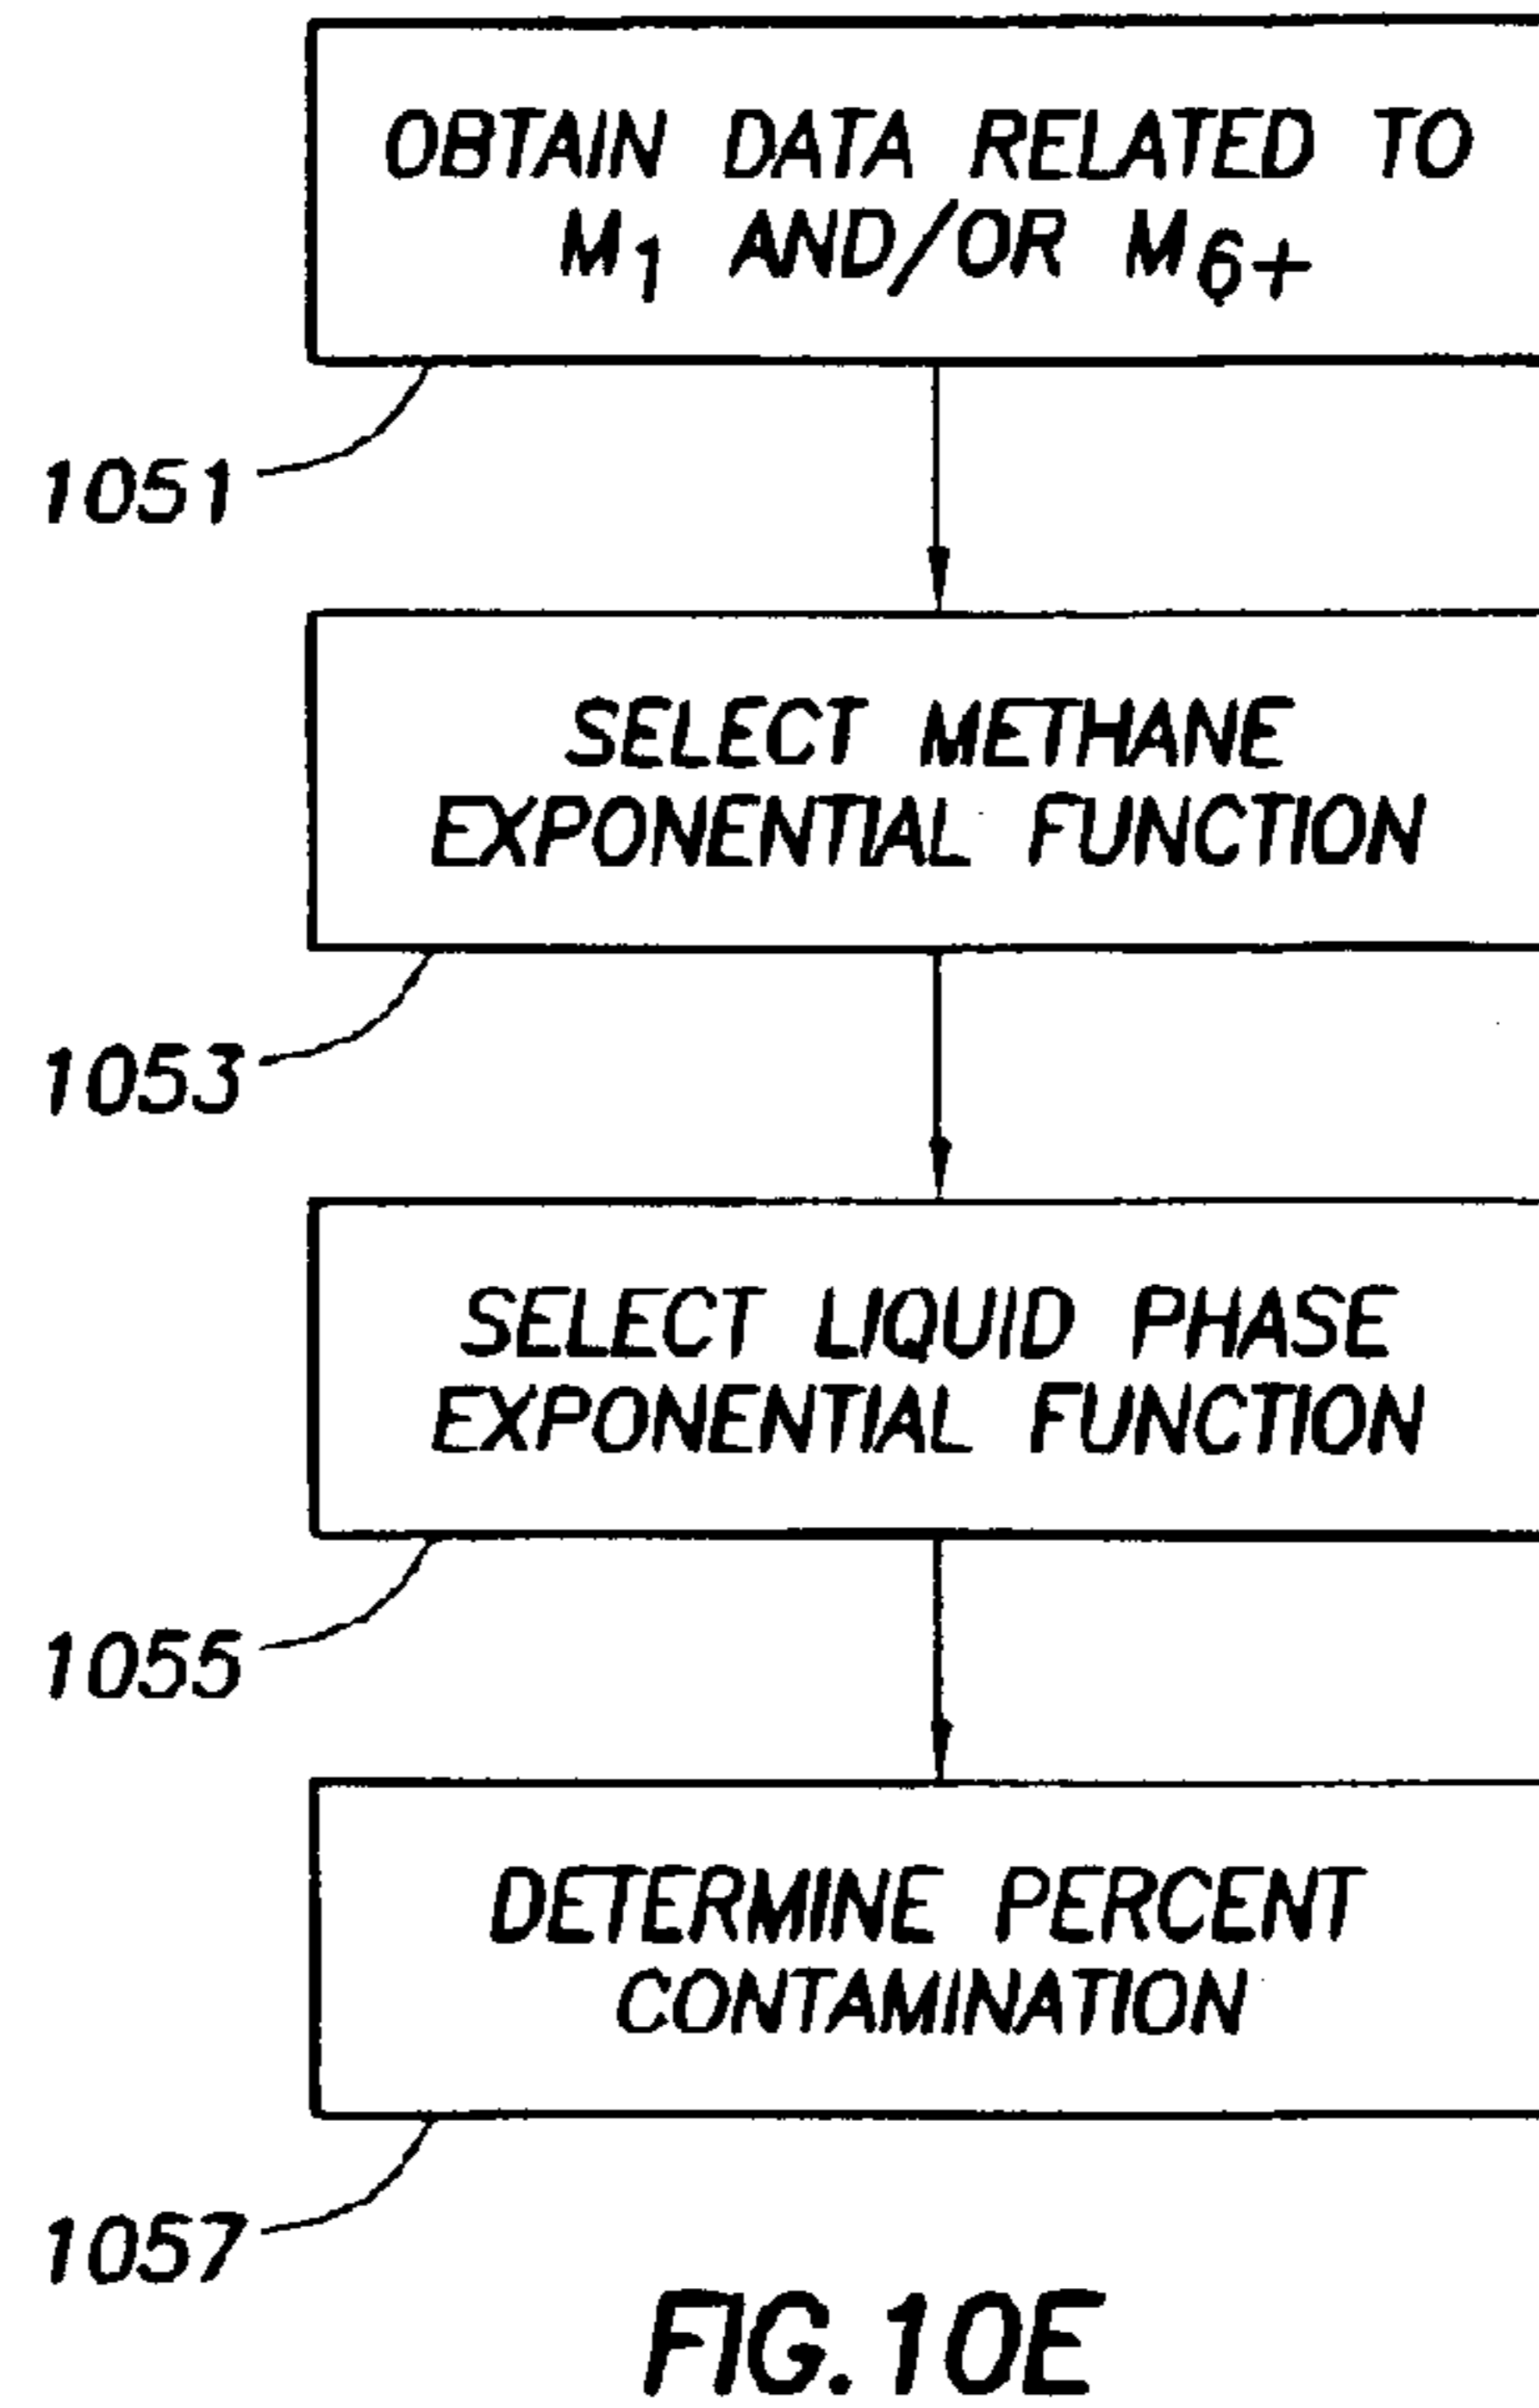 OBTAIN DATA RELATED TO
M1 AND/OR M6+
1051
SELECT METHANE
EXPONENTIAL FUNCTION
1053
SELECT LIQUID PHASE
EXPONENTIAL FUNCTION
1055
DETERMINE PERCENT
CONTAMINATION
1057
FIG. 10E